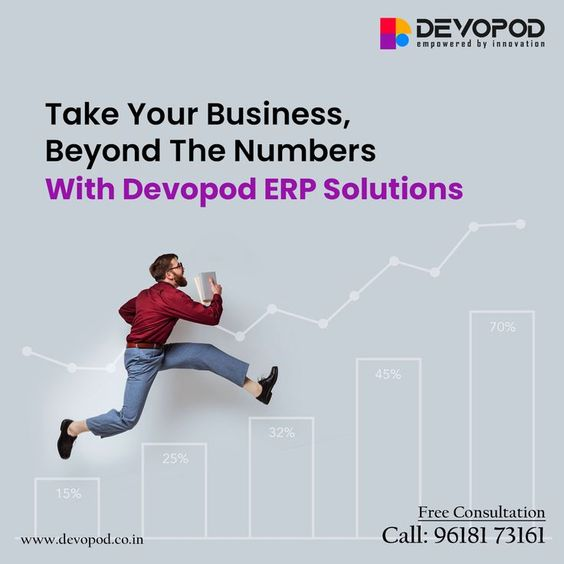 DEVOPOD
empowered by innovation
Take Your Business,
Beyond The Numbers
With Devopod ERP Solutions
70%
45%
32%
25%
15%
Free Consultation
www.devopod.co.in
Call: 96181 73161